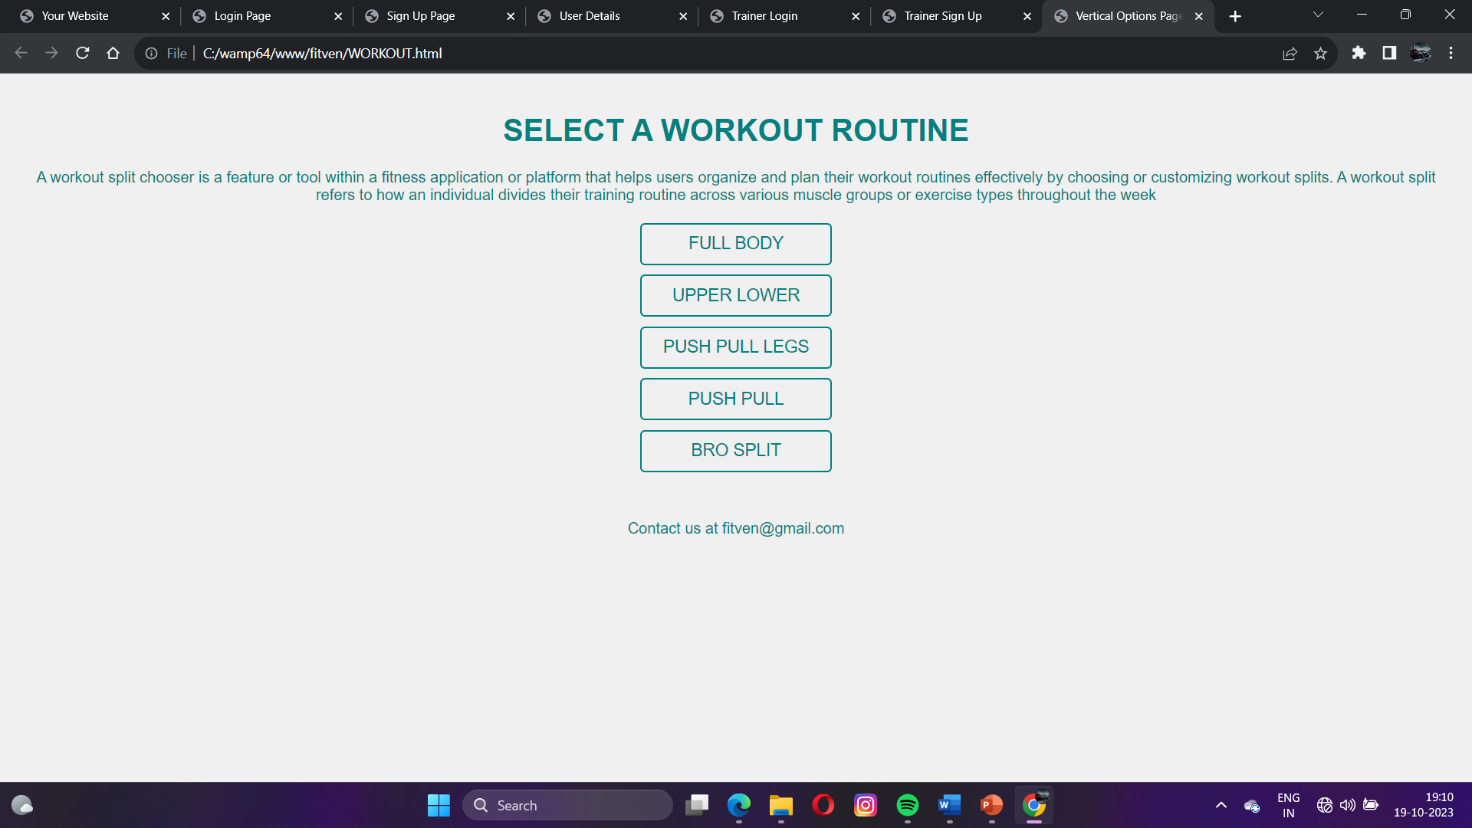 Your Website
Login Page
Sign Up Page
User Details
Trainer Login
Trainer Sign Up
Vertical Options Page
File
C:/wamp64/www/fitven/WORKOUT.html
SELECT A WORKOUT ROUTINE
A workout split chooser is a feature or tool within a fitness application or platform that helps users organize and plan their workout routines effectively by choosing or customizing workout splits. A workout split
refers to how an individual divides their training routine across various muscle groups or exercise types throughout the week
FULL BODY
UPPER LOWER
PUSH PULL LEGS
PUSH PULL
BRO SPLIT
Contact us at fitven@gmail.com
Search
ENG
IN
19:10
19-10-2023